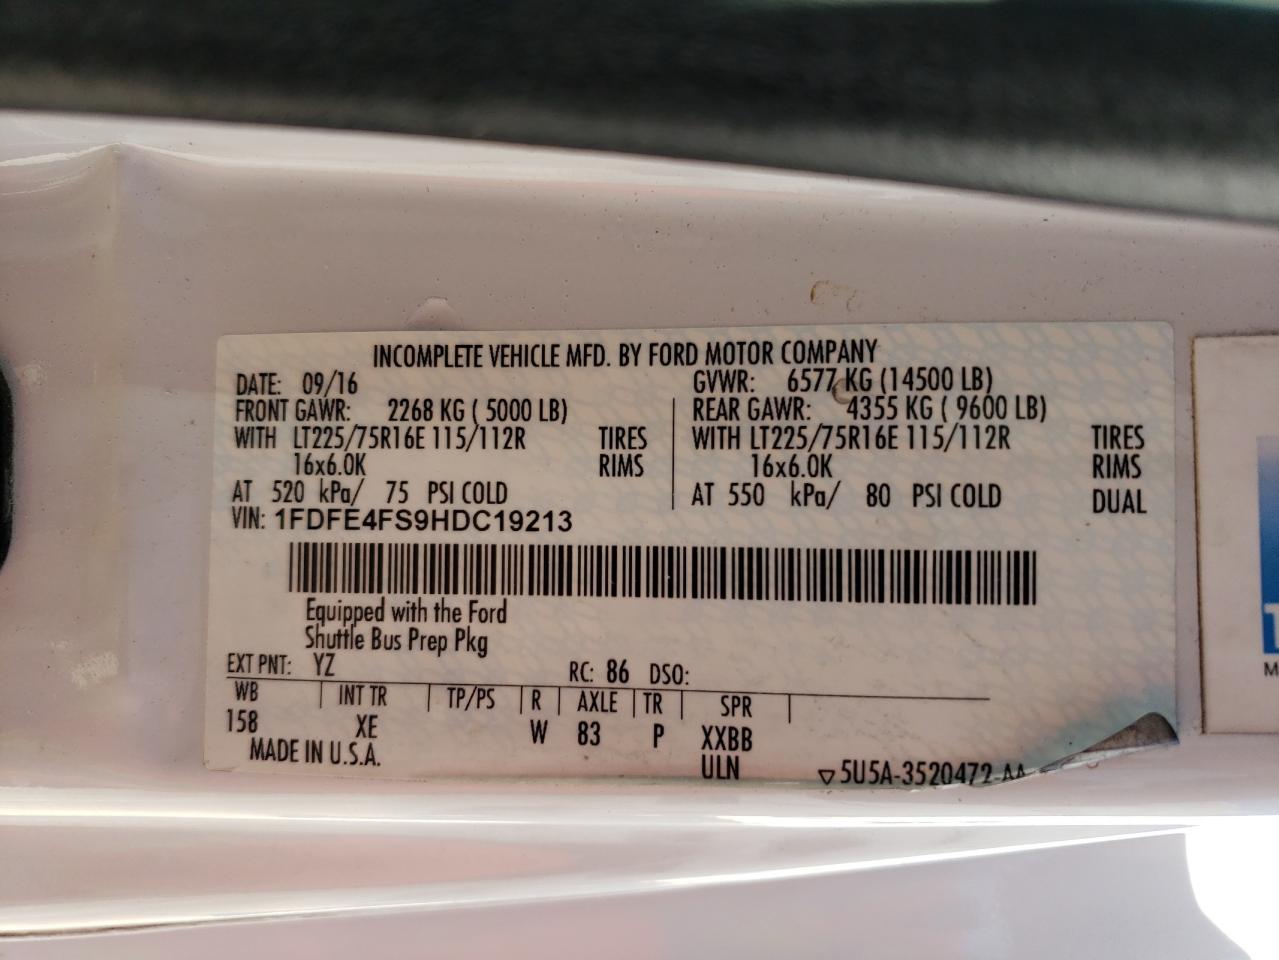 INCOMPLETE VEHICLE MFD. BY FORD MOTOR COMPANY
DATE: 09/16 GVWR: 6577 KG (14500 LB)
FRONT GAWR: 2268 KG ( 5000 LB) REAR GAWR: 4355 KG ( 9600 LB)
WITH LT225/75R16E 115/112R TIRES WITH LT225/75R16E 115/112R TIRES
16x6.0K RIMS 16x6.0K RIMS
AT 520 kPa/ 75 PSI COLD AT 550 kPa/ 80 PSI COLD DUAL
VIN: 1FDFE4FS9HDC19213
Equipped with the Ford
Shuttle Bus Prep Pkg
EXT PNT: YZ RC: 86 DSO:
WB INT TR TP/PS R AXLE TR SPR
158 XE W 83 P XXBB
MADE IN U.S.A. ULN ▽5U5A-3520472-AA